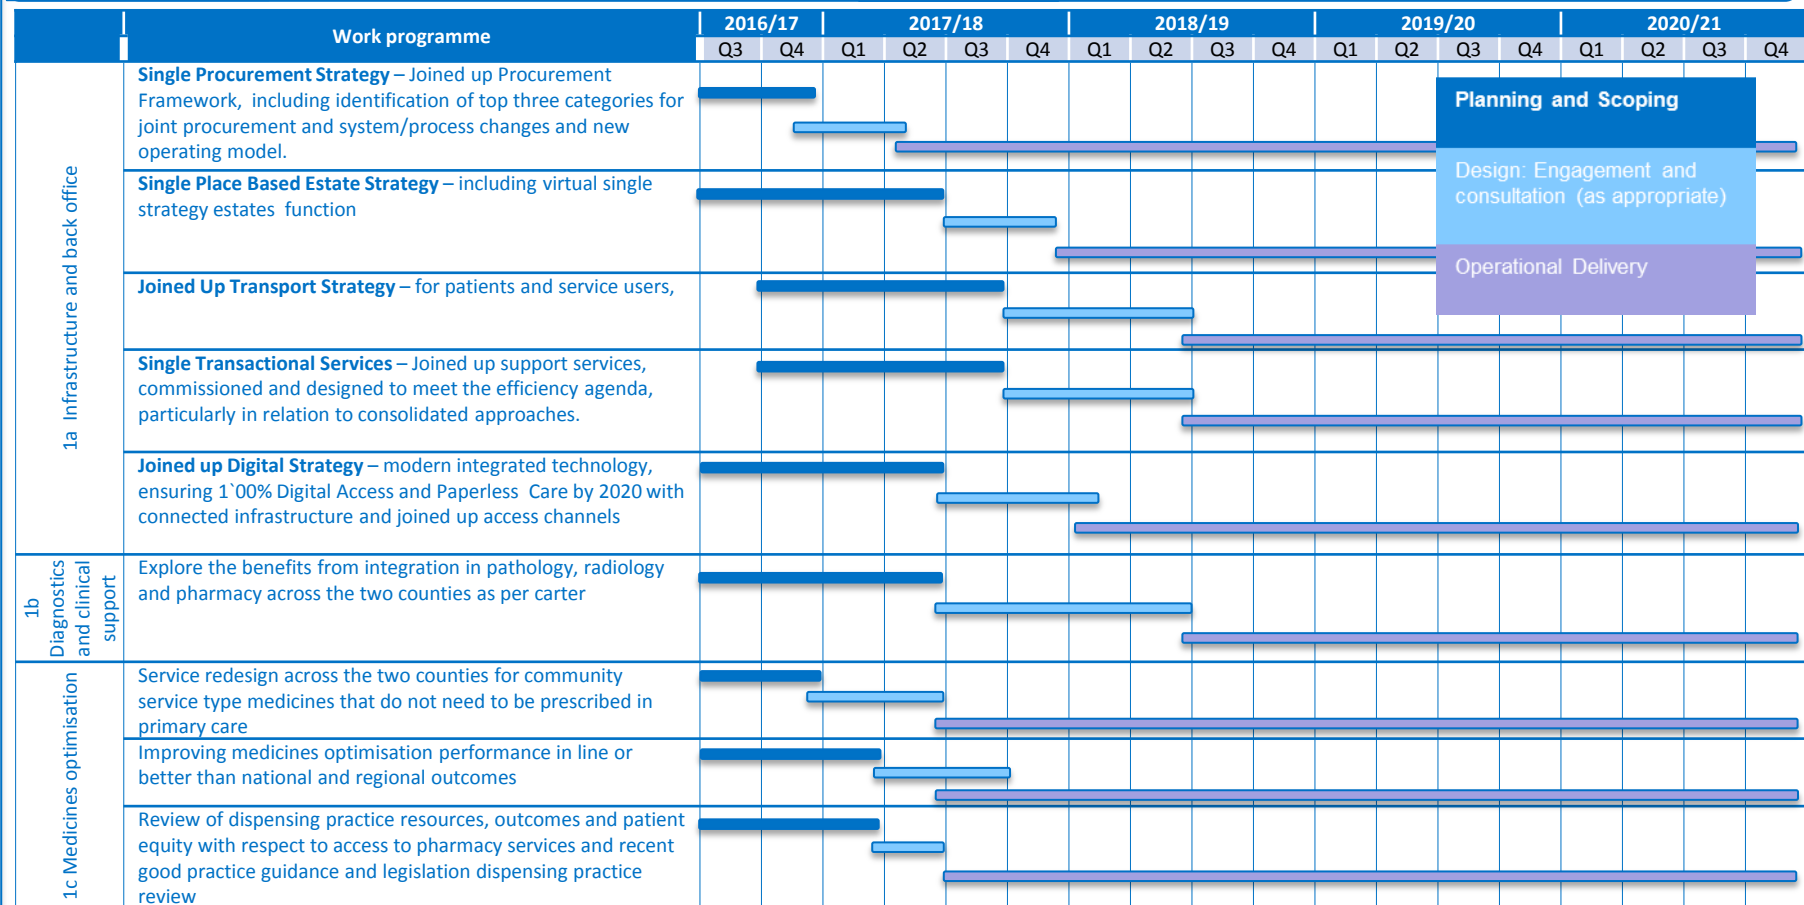 Work programme
2016/17 2017/18 2018/19 2019/20 2020/21
Q3 Q4 Q1 Q2 Q3 Q4 Q1 Q2 Q3 Q4 Q1 Q2 Q3 Q4 Q1 Q2 Q3 Q4
1a Infrastructure and back office
Single Procurement Strategy – Joined up Procurement
Framework, including identification of top three categories for
joint procurement and system/process changes and new
operating model.
Single Place Based Estate Strategy – including virtual single
strategy estates function
Joined Up Transport Strategy – for patients and service users,
Single Transactional Services – Joined up support services,
commissioned and designed to meet the efficiency agenda,
particularly in relation to consolidated approaches.
Joined up Digital Strategy – modern integrated technology,
ensuring 1`00% Digital Access and Paperless Care by 2020 with
connected infrastructure and joined up access channels
Planning and Scoping
Design: Engagement and
consultation (as appropriate)
Operational Delivery
1b
Diagnostics
and clinical
support
Explore the benefits from integration in pathology, radiology
and pharmacy across the two counties as per carter
1c Medicines optimisation
Service redesign across the two counties for community
service type medicines that do not need to be prescribed in
primary care
Improving medicines optimisation performance in line or
better than national and regional outcomes
Review of dispensing practice resources, outcomes and patient
equity with respect to access to pharmacy services and recent
good practice guidance and legislation dispensing practice
review